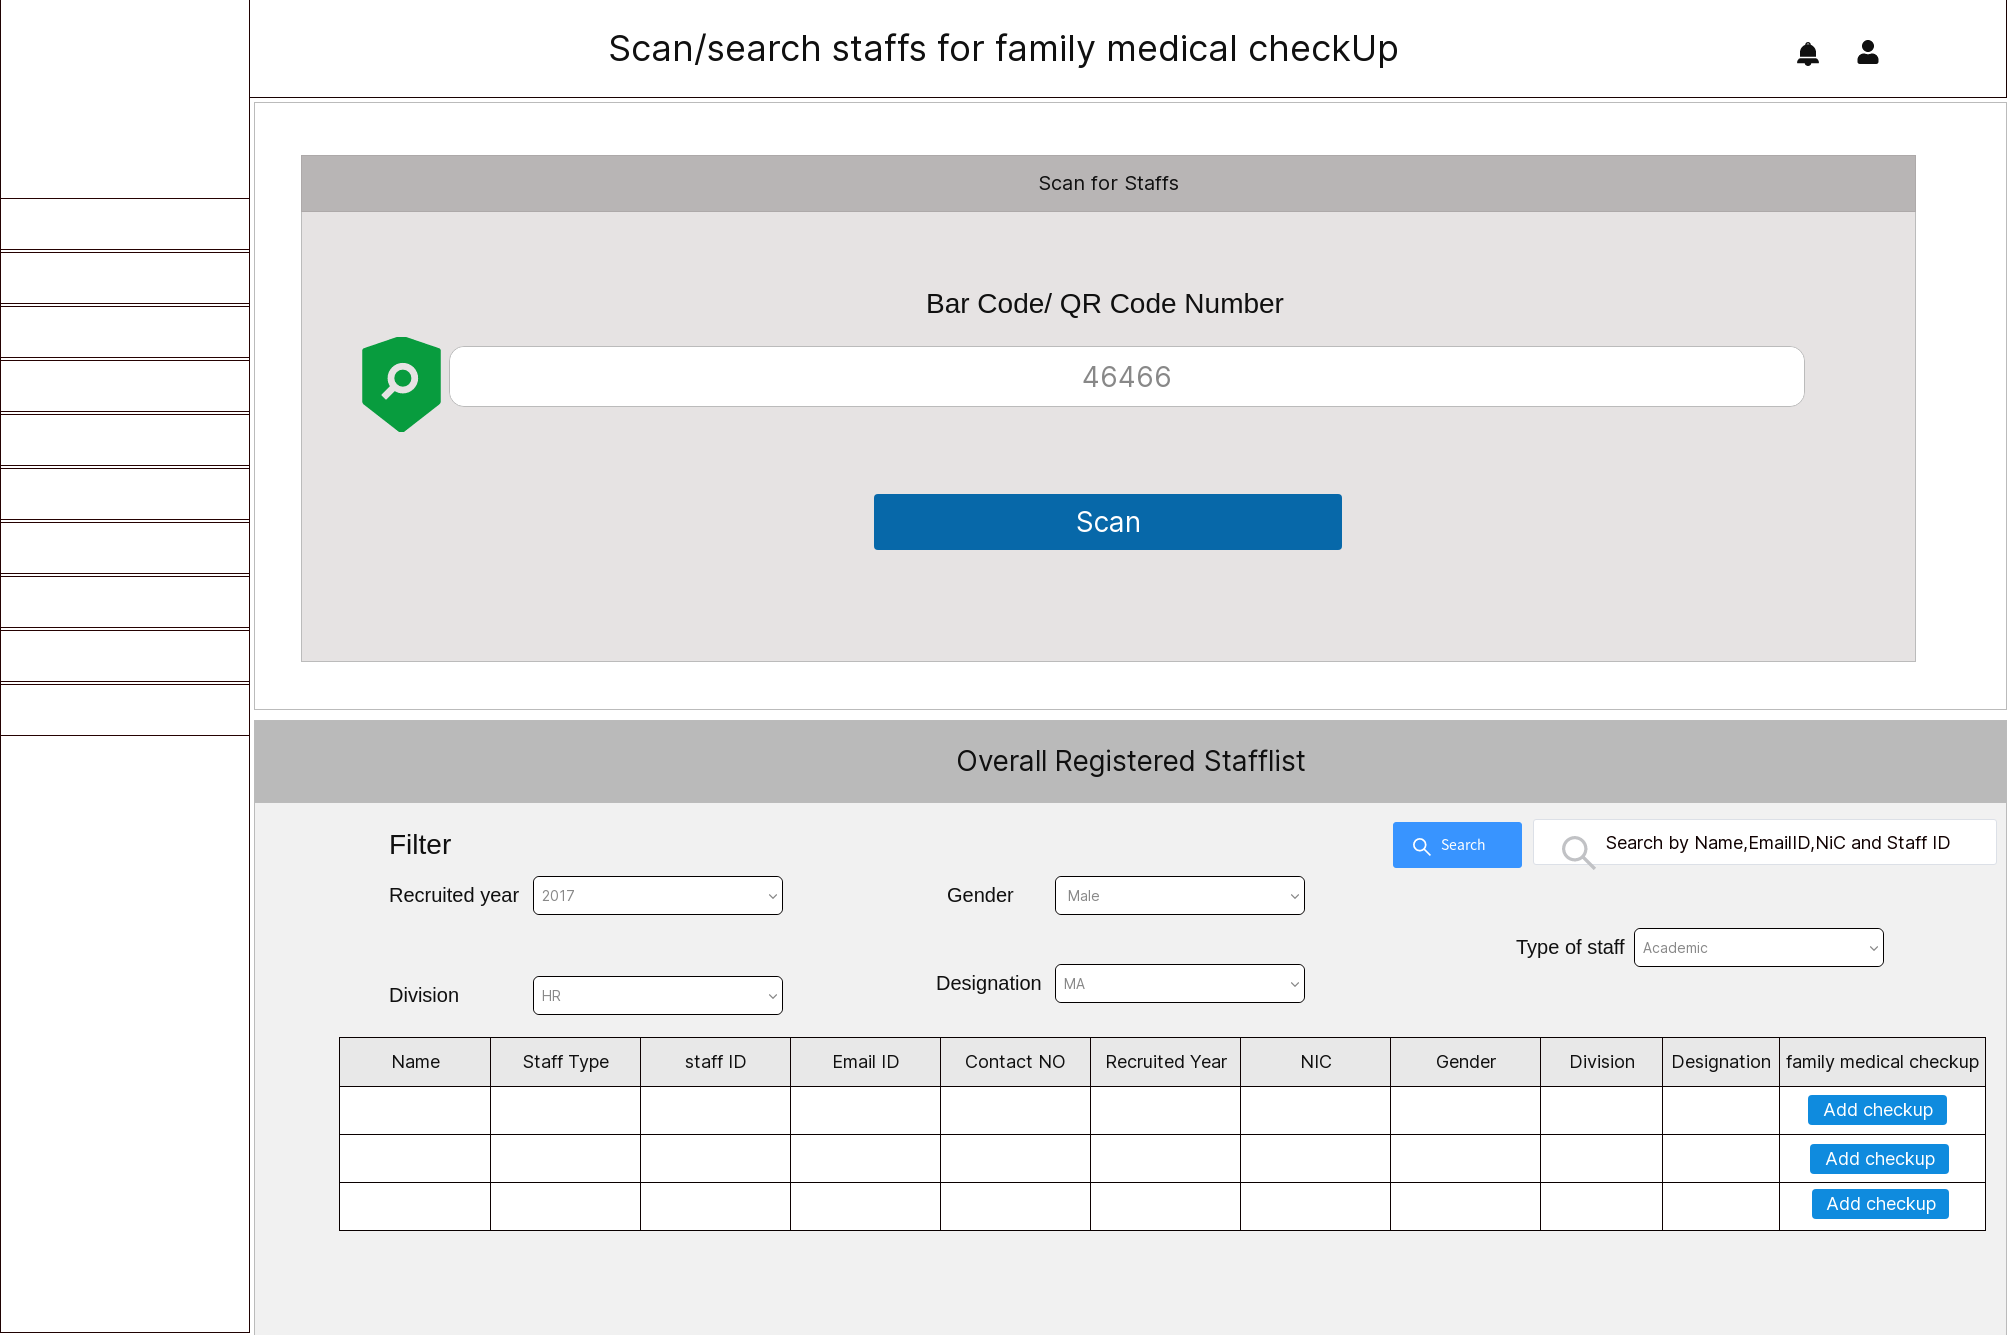 Scan/search staffs for family medical checkUp
Scan for Staffs
Bar Code/ QR Code Number
46466
Scan
Overall Registered Stafflist
Filter
Search
Search by Name,EmailID,NiC and Staff ID
Recruited year
2017
Gender
Male
Type of staff
Academic
Division
HR
Designation
MA
Name Staff Type staff ID Email ID Contact NO Recruited Year NIC Gender Division Designation family medical checkup
Add checkup
Add checkup
Add checkup